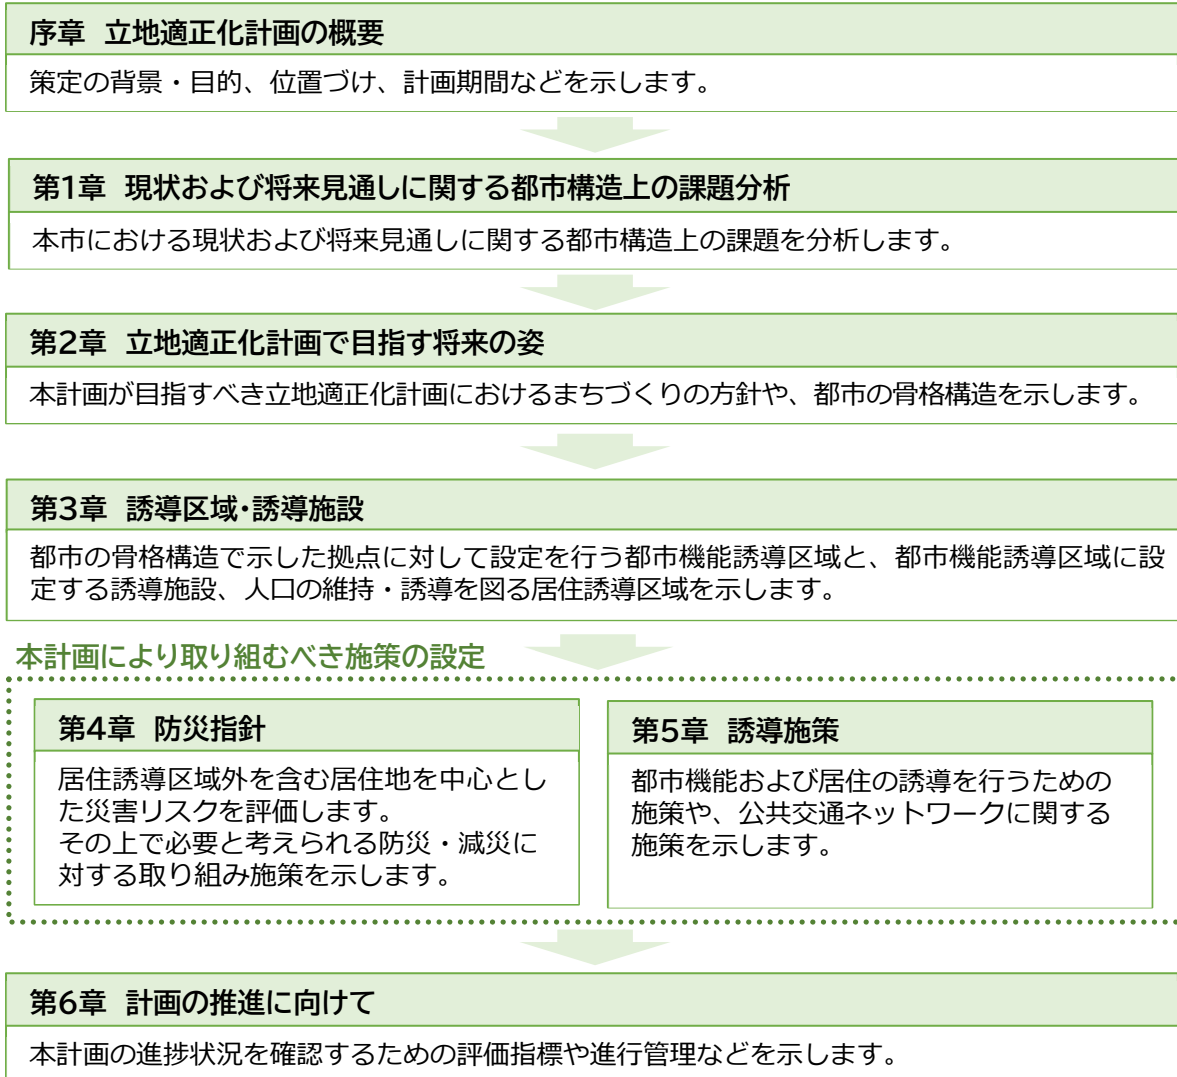 序章 立地適正化計画の概要
策定の背景・目的、位置づけ、計画期間などを示します。
第1章 現状および将来見通しに関する都市構造上の課題分析
本市における現状および将来見通しに関する都市構造上の課題を分析します。
第2章 立地適正化計画で目指す将来の姿
本計画が目指すべき立地適正化計画におけるまちづくりの方針や、都市の骨格構造を示します。
第3章 誘導区域・誘導施設
都市の骨格構造で示した拠点に対して設定を行う都市機能誘導区域と、都市機能誘導区域に設
定する誘導施設、人口の維持・誘導を図る居住誘導区域を示します。
本計画により取り組むべき施策の設定
第4章 防災指針
居住誘導区域外を含む居住地を中心とし
た災害リスクを評価します。
その上で必要と考えられる防災・減災に
対する取り組み施策を示します。
第5章 誘導施策
都市機能および居住の誘導を行うための
施策や、公共交通ネットワークに関する
施策を示します。
第6章 計画の推進に向けて
本計画の進捗状況を確認するための評価指標や進行管理などを示します。